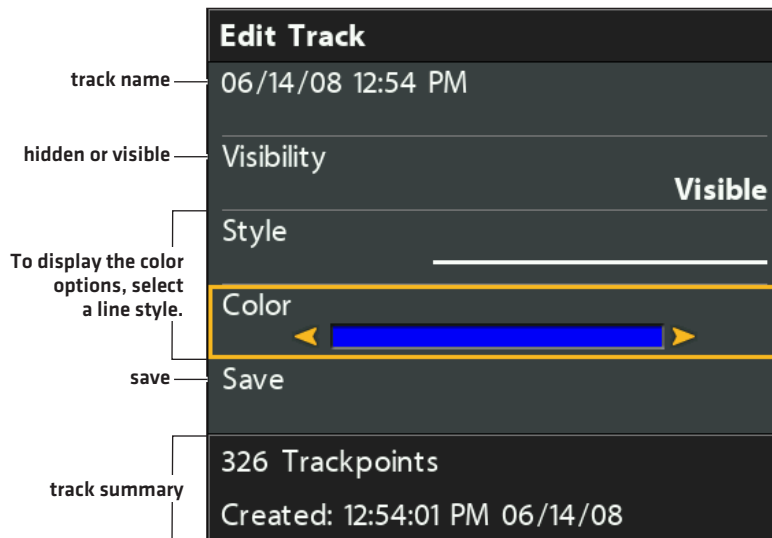 Edit Track
track name
06/14/08 12:54 PM
hidden or visible
Visibility
Visible
Style
To display the color
options, select
a line style.
Color
save
Save
326 Trackpoints
track summary
Created: 12:54:01 PM 06/14/08